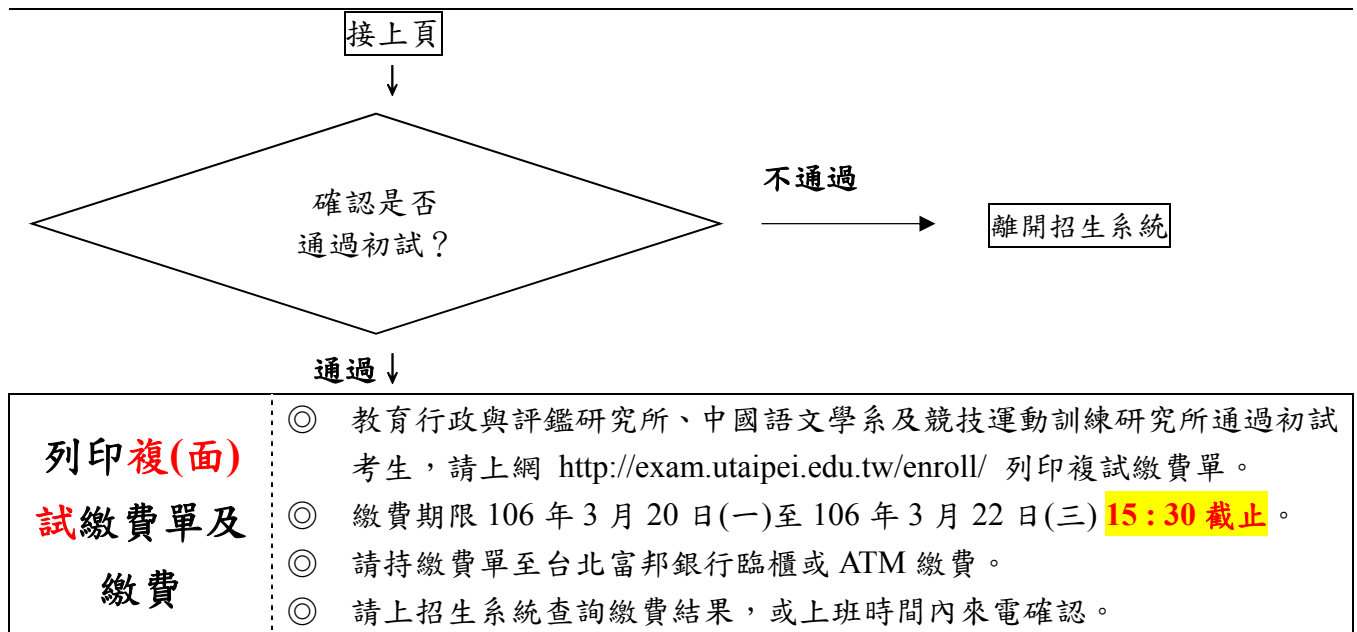 接上頁
↓
確認是否
通過初試？
不通過
離開招生系統
通過↓
列印複(面)
試繳費單及
繳費
◎ 教育行政與評鑑研究所、中國語文學系及競技運動訓練研究所通過初試
考生，請上網 http://exam.utaipei.edu.tw/enroll/ 列印複試繳費單。
◎ 繳費期限 106 年 3 月 20 日(一)至 106 年 3 月 22 日(三) 15：30 截止。
◎ 請持繳費單至台北富邦銀行臨櫃或 ATM 繳費。
◎ 請上招生系統查詢繳費結果，或上班時間內來電確認。